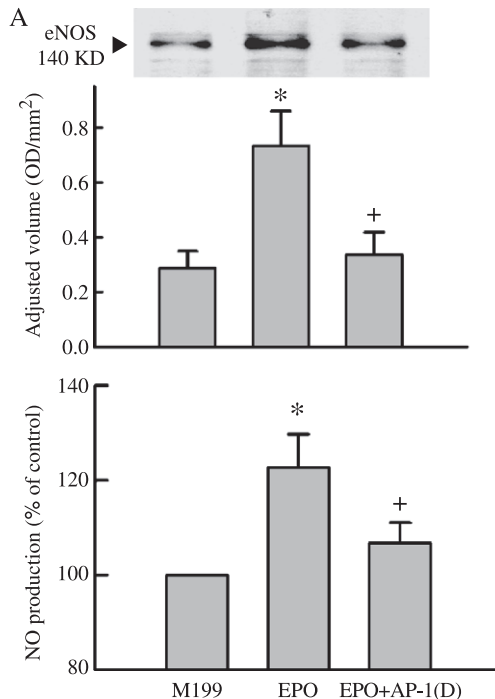 A
eNOS
140 KD
Adjusted volume (OD/mm²)
0.8
0.6
0.4
0.2
0.0
*
+
NO production (% of control)
140
120
100
80
*
+
M199 EPO EPO+AP-1(D)